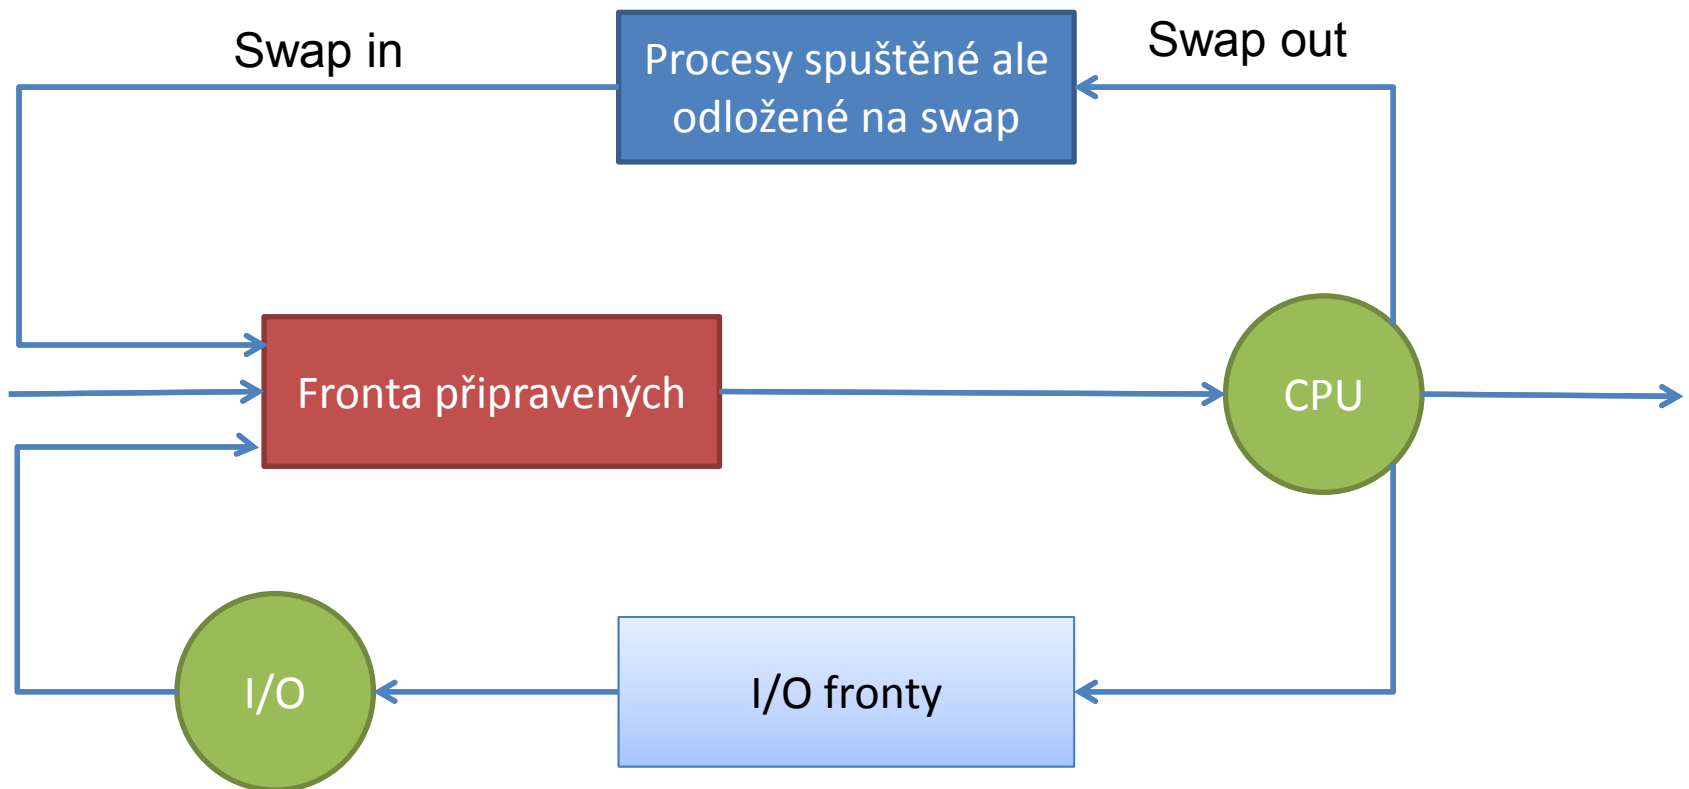 Swap in
Procesy spuštěné ale
odložené na swap
Swap out
Fronta připravených
CPU
I/O
I/O fronty